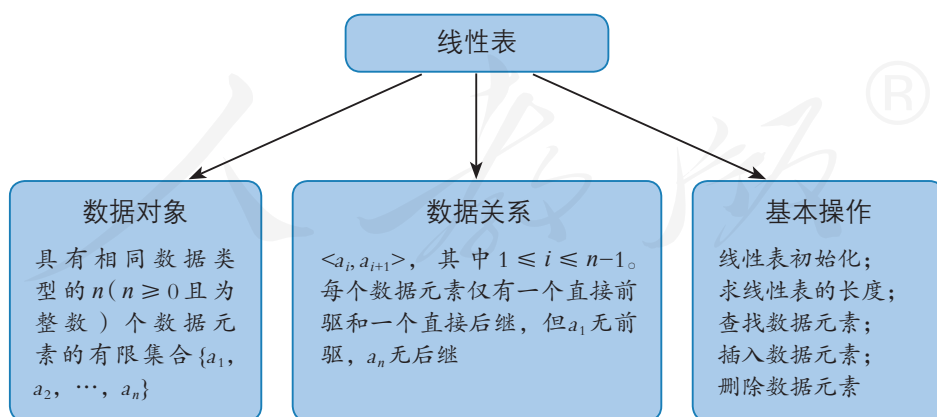 线性表
数据对象
具有相同数据类
型的n(n≥0且为
整数）个数据元
素的有限集合{a₁,
a₂, …, aₙ}
数据关系
<aᵢ, aᵢ₊₁>，其中1≤i≤n-1。
每个数据元素仅有一个直接前
驱和一个直接后继，但a₁无前
驱，aₙ无后继
基本操作
线性表初始化；
求线性表的长度；
查找数据元素；
插入数据元素；
删除数据元素
人教版®